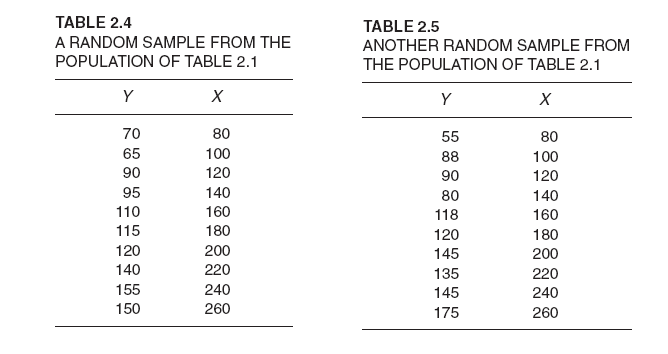 TABLE 2.4
A RANDOM SAMPLE FROM THE
POPULATION OF TABLE 2.1
Y X
70 80
65 100
90 120
95 140
110 160
115 180
120 200
140 220
155 240
150 260
TABLE 2.5
ANOTHER RANDOM SAMPLE FROM
THE POPULATION OF TABLE 2.1
Y X
55 80
88 100
90 120
80 140
118 160
120 180
145 200
135 220
145 240
175 260